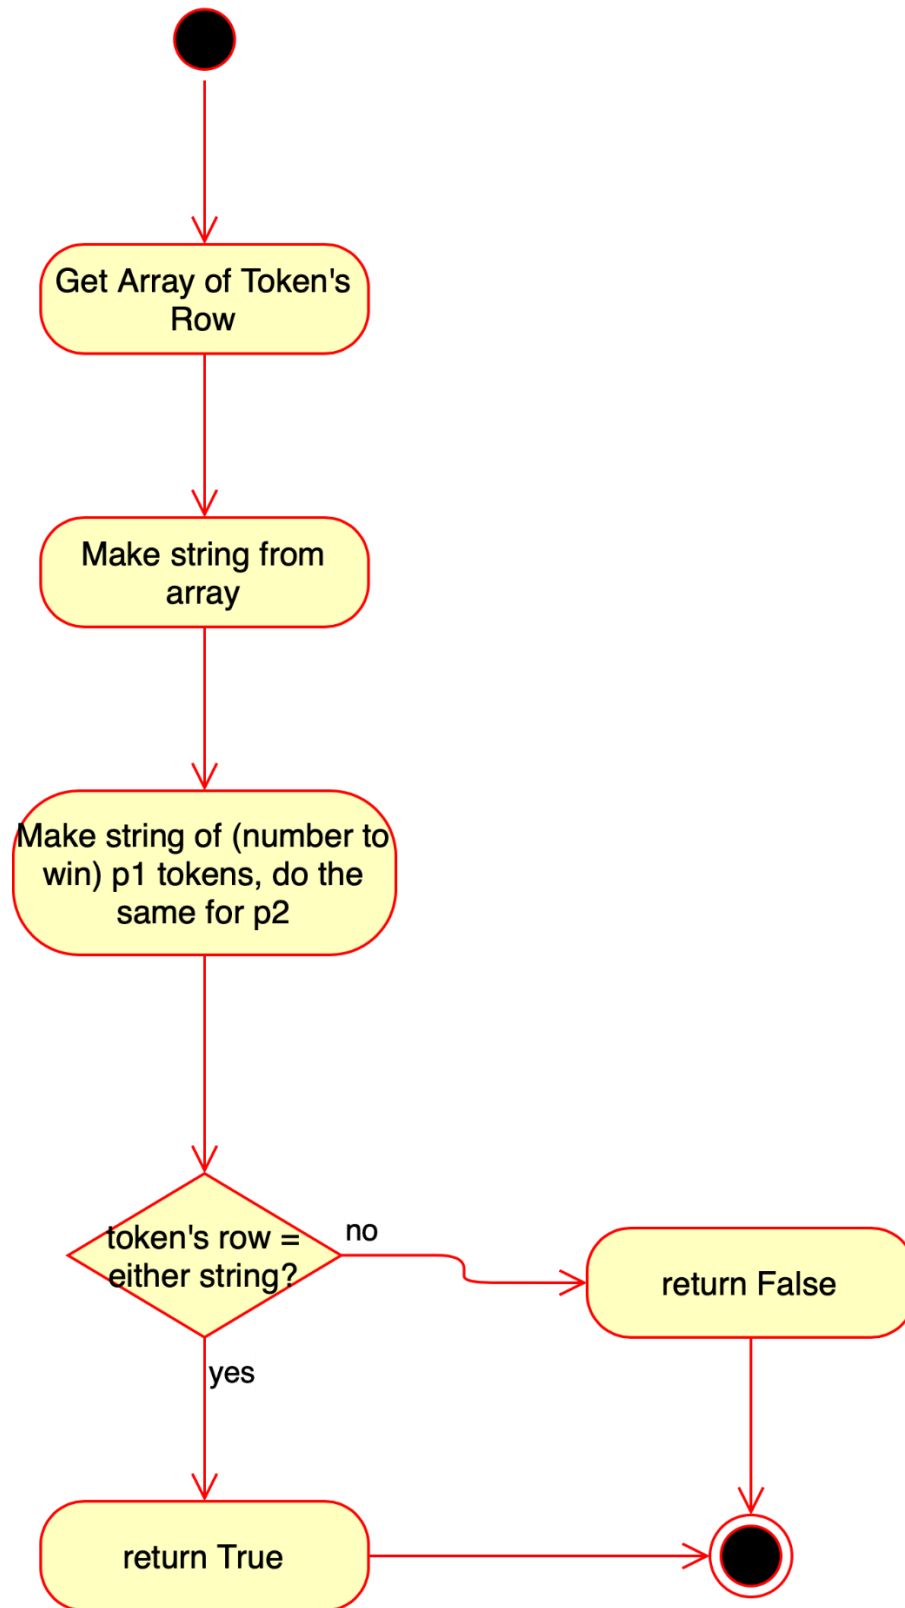 Get Array of Token's
Row
Make string from
array
Make string of (number to
win) p1 tokens, do the
same for p2
token's row =
either string?
no
return False
yes
return True